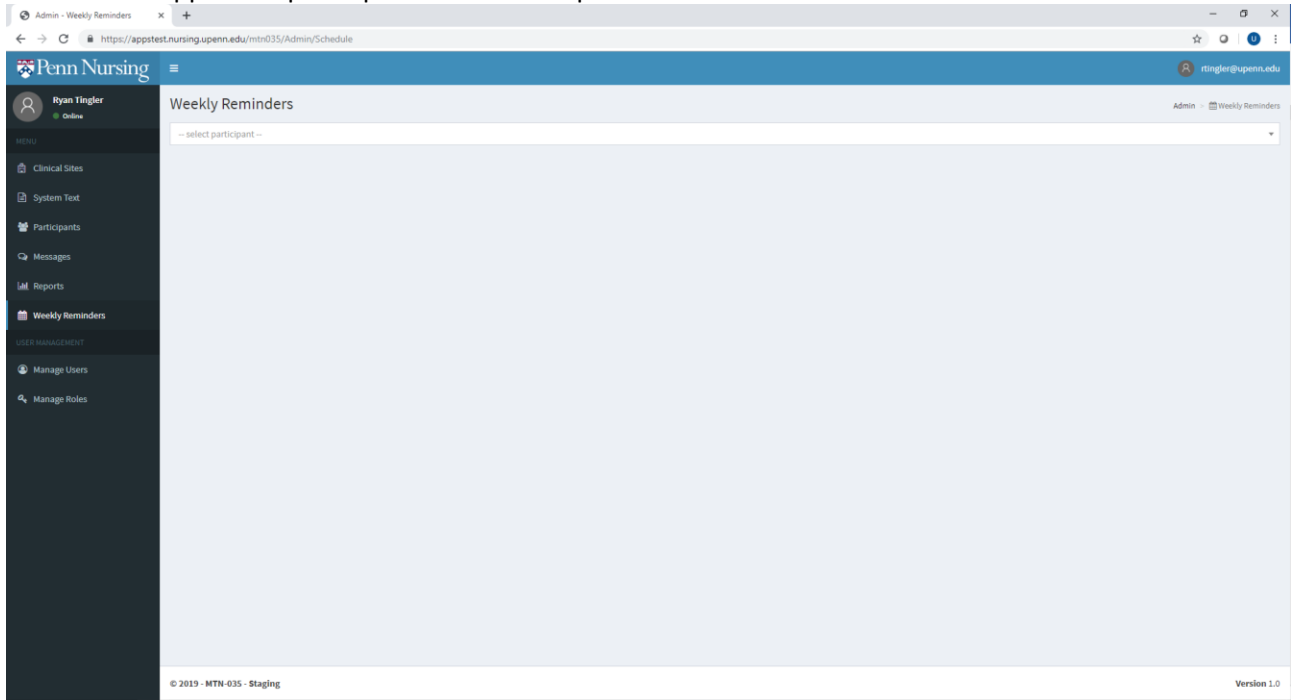 Admin - Weekly Reminders
https://appstest.nursing.upenn.edu/mtn035/Admin/Schedule
U
Penn Nursing
rtingler@upenn.edu
Ryan Tingler
Online
Weekly Reminders
Admin > Weekly Reminders
-- select participant --
MENU
Clinical Sites
System Text
Participants
Messages
Reports
Weekly Reminders
USER MANAGEMENT
Manage Users
Manage Roles
© 2019 - MTN-035 - Staging
Version 1.0